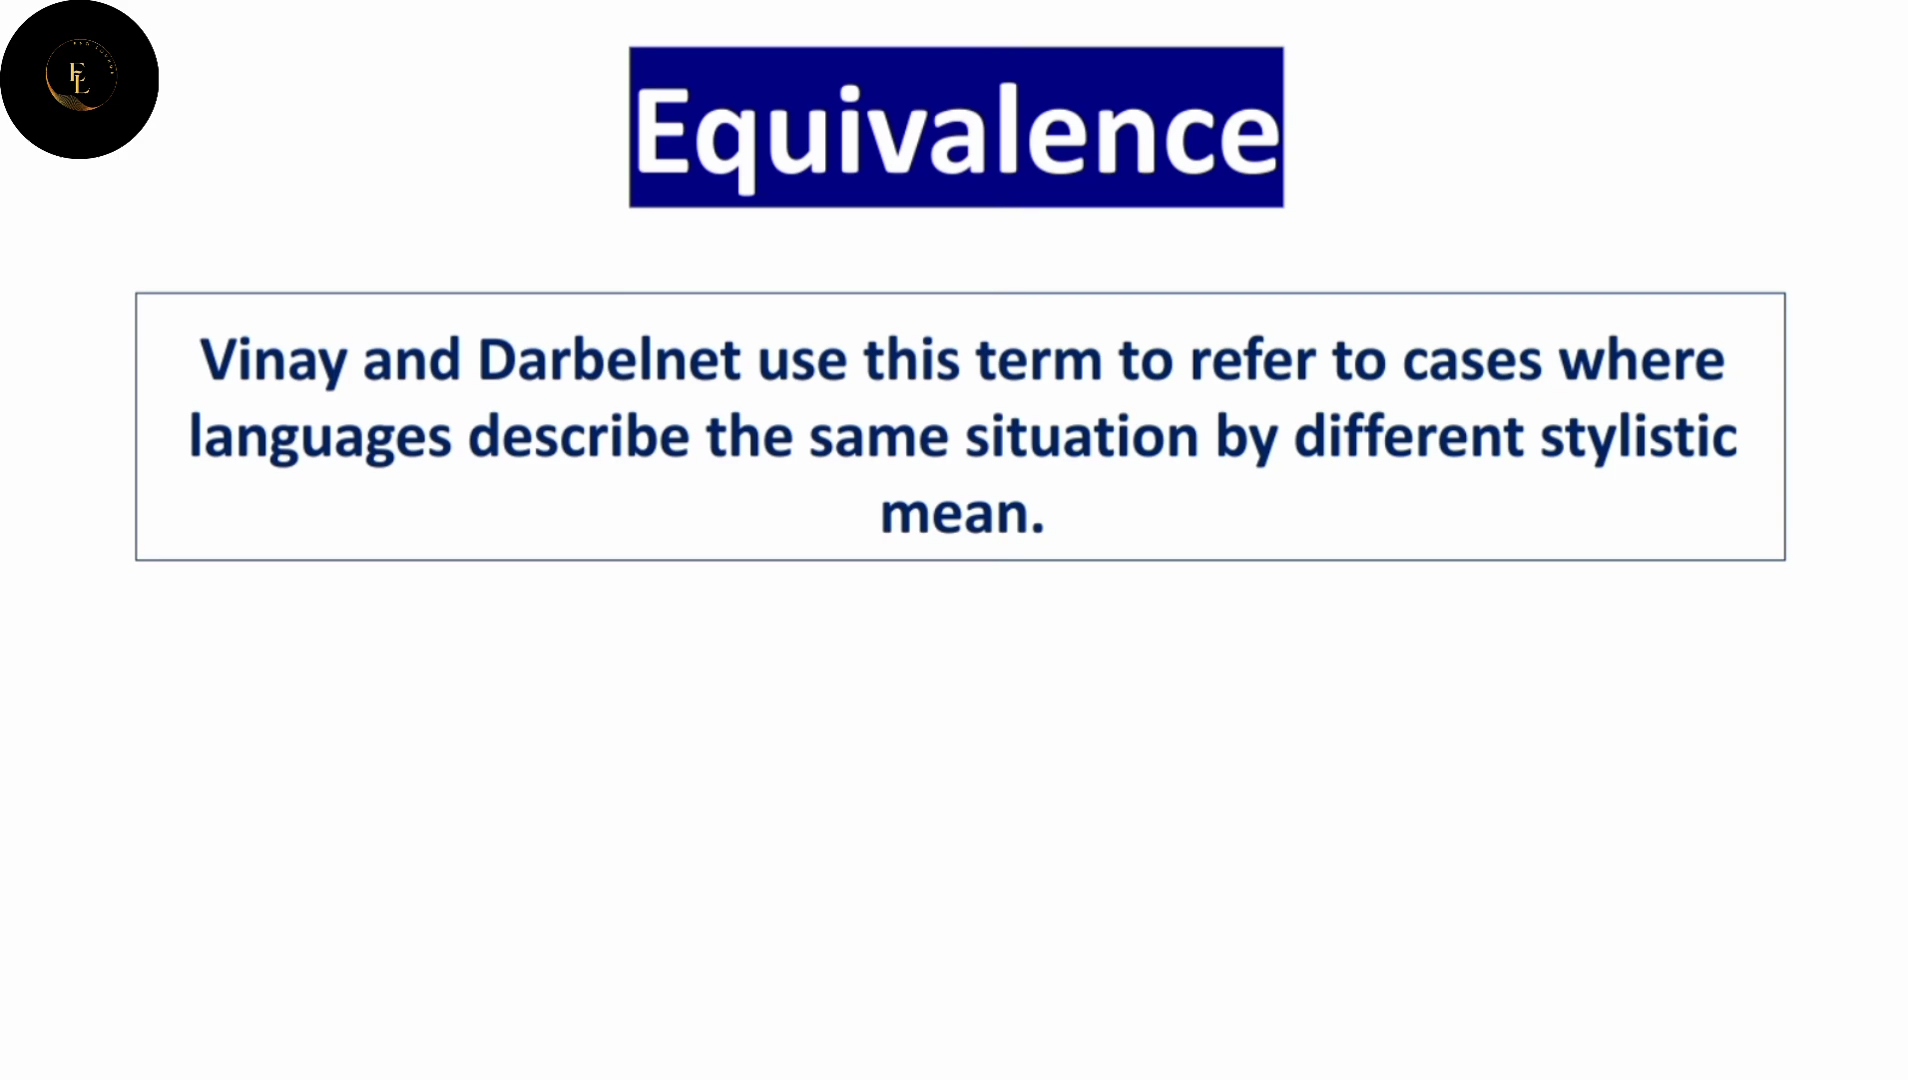 EL
Equivalence
Vinay and Darbelnet use this term to refer to cases where
languages describe the same situation by different stylistic
mean.